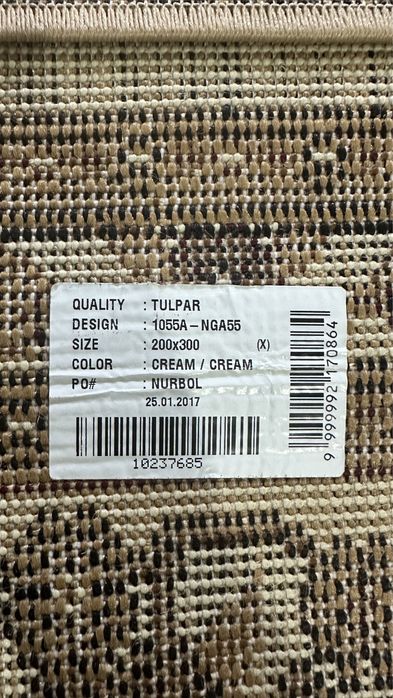 QUALITY : TULPAR
DESIGN : 1055A-NGA55
SIZE : 200x300 (X)
COLOR : CREAM / CREAM
PO# : NURBOL
25.01.2017
10237685
9 999992 170864